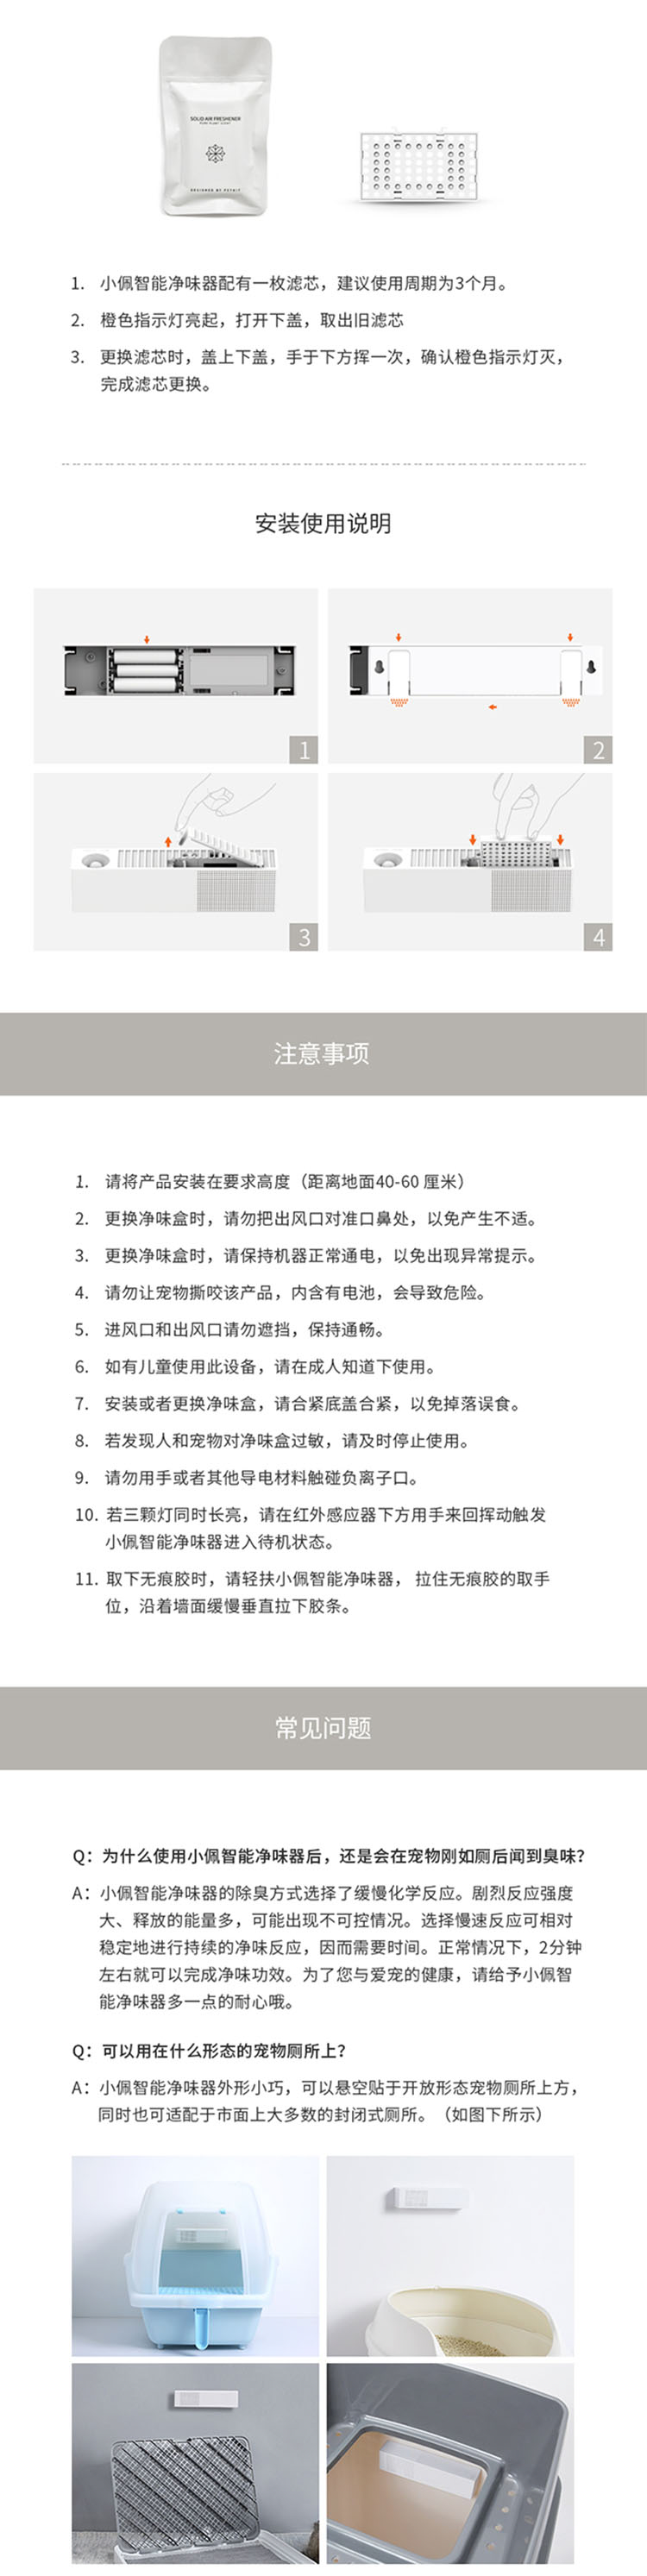 SOLID AIR FRESHENER
PURE PLANT SCENT
DESIGNED BY PETKIT
1. 小佩智能净味器配有一枚滤芯，建议使用周期为3个月。
2. 橙色指示灯亮起，打开下盖，取出旧滤芯
3. 更换滤芯时，盖上下盖，手于下方挥一次，确认橙色指示灯灭，
完成滤芯更换。
安装使用说明
1
2
3
4
注意事项
1. 请将产品安装在要求高度（距离地面40-60 厘米）
2. 更换净味盒时，请勿把出风口对准口鼻处，以免产生不适。
3. 更换净味盒时，请保持机器正常通电，以免出现异常提示。
4. 请勿让宠物撕咬该产品，内含有电池，会导致危险。
5. 进风口和出风口请勿遮挡，保持通畅。
6. 如有儿童使用此设备，请在成人知道下使用。
7. 安装或者更换净味盒，请合紧底盖合紧，以免掉落误食。
8. 若发现人和宠物对净味盒过敏，请及时停止使用。
9. 请勿用手或者其他导电材料触碰负离子口。
10. 若三颗灯同时长亮，请在红外感应器下方用手来回挥动触发
小佩智能净味器进入待机状态。
11. 取下无痕胶时，请轻扶小佩智能净味器， 拉住无痕胶的取手
位，沿着墙面缓慢垂直拉下胶条。
常见问题
Q：为什么使用小佩智能净味器后，还是会在宠物刚如厕后闻到臭味？
A：小佩智能净味器的除臭方式选择了缓慢化学反应。剧烈反应强度
大、释放的能量多，可能出现不可控情况。选择慢速反应可相对
稳定地进行持续的净味反应，因而需要时间。正常情况下，2分钟
左右就可以完成净味功效。为了您与爱宠的健康，请给予小佩智
能净味器多一点的耐心哦。
Q：可以用在什么形态的宠物厕所上？
A：小佩智能净味器外形小巧，可以悬空贴于开放形态宠物厕所上方，
同时也可适配于市面上大多数的封闭式厕所。（如图下所示）